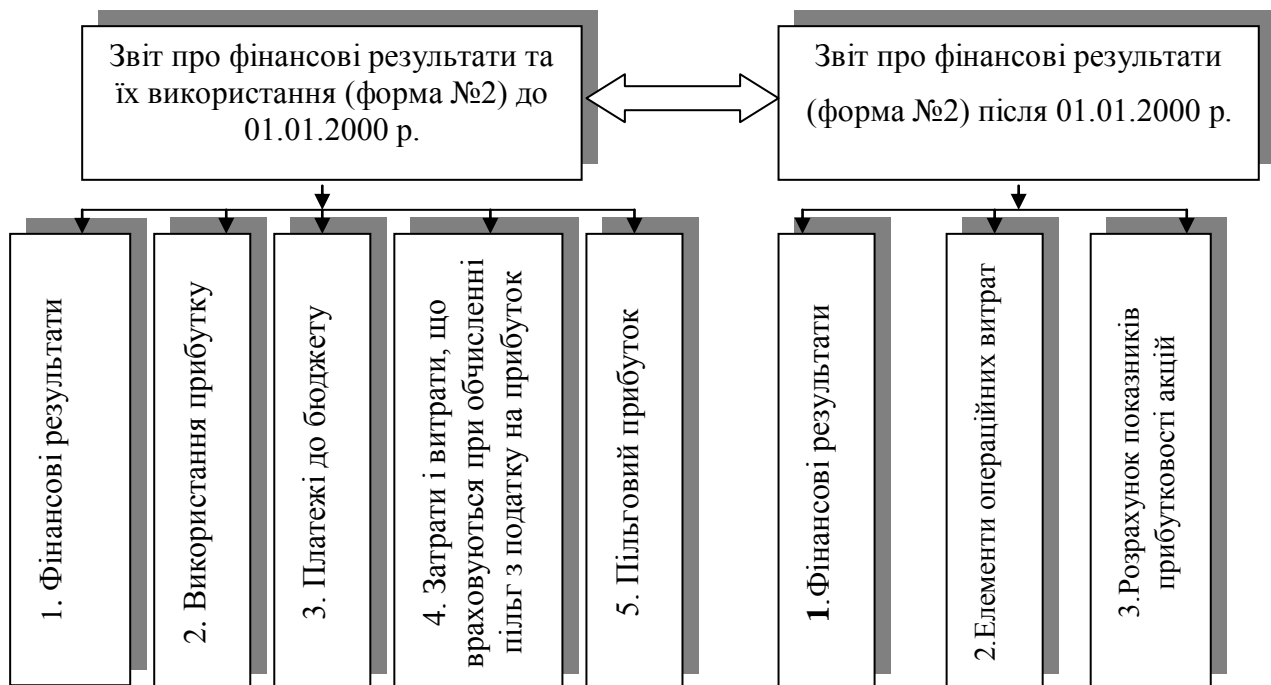 Звіт про фінансові результати та
їх використання (форма №2) до
01.01.2000 р.
Звіт про фінансові результати
(форма №2) після 01.01.2000 р.
1. Фінансові результати
2. Використання прибутку
3. Платежі до бюджету
4. Затрати і витрати, що
враховуються при обчисленні
пільг з податку на прибуток
5. Пільговий прибуток
1.Фінансові результати
2.Елементи операційних витрат
3.Розрахунок показників
прибутковості акцій